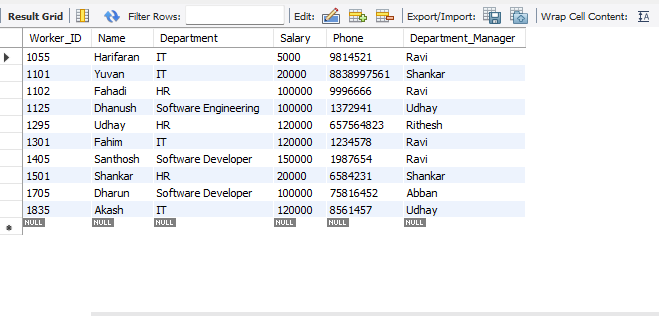 Result Grid Filter Rows: Edit: Export/Import: Wrap Cell Content: IA
Worker_ID Name Department Salary Phone Department_Manager
1055 Harifaran IT 5000 9814521 Ravi
1101 Yuvan IT 20000 8838997561 Shankar
1102 Fahadi HR 100000 9996666 Ravi
1125 Dhanush Software Engineering 100000 1372941 Udhay
1295 Udhay HR 120000 657564823 Rithesh
1301 Fahim IT 120000 1234578 Ravi
1405 Santhosh Software Developer 150000 1987654 Ravi
1501 Shankar HR 20000 6584231 Shankar
1705 Dharun Software Developer 100000 75816452 Abban
1835 Akash IT 120000 8561457 Udhay
NULL NULL NULL NULL NULL NULL